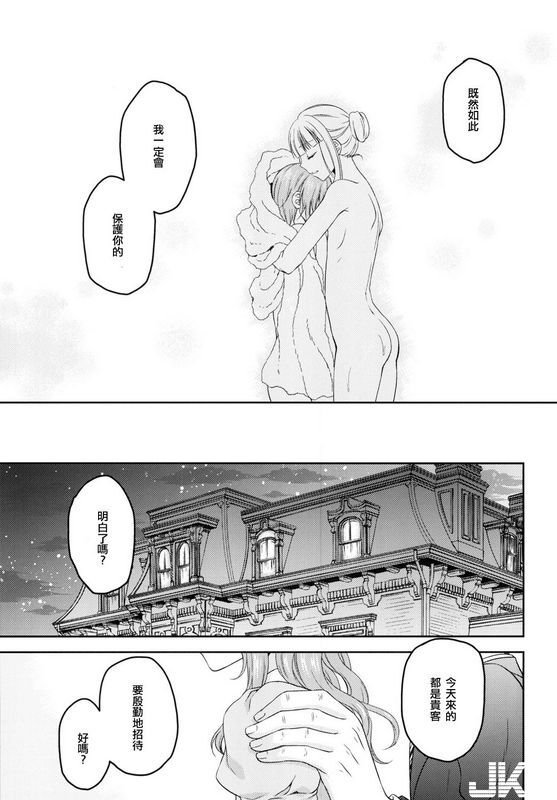 既然如此
我一定會
保護你的
明白了嗎？
今天來的
都是貴客
要殷勤地招待
好嗎？
JK